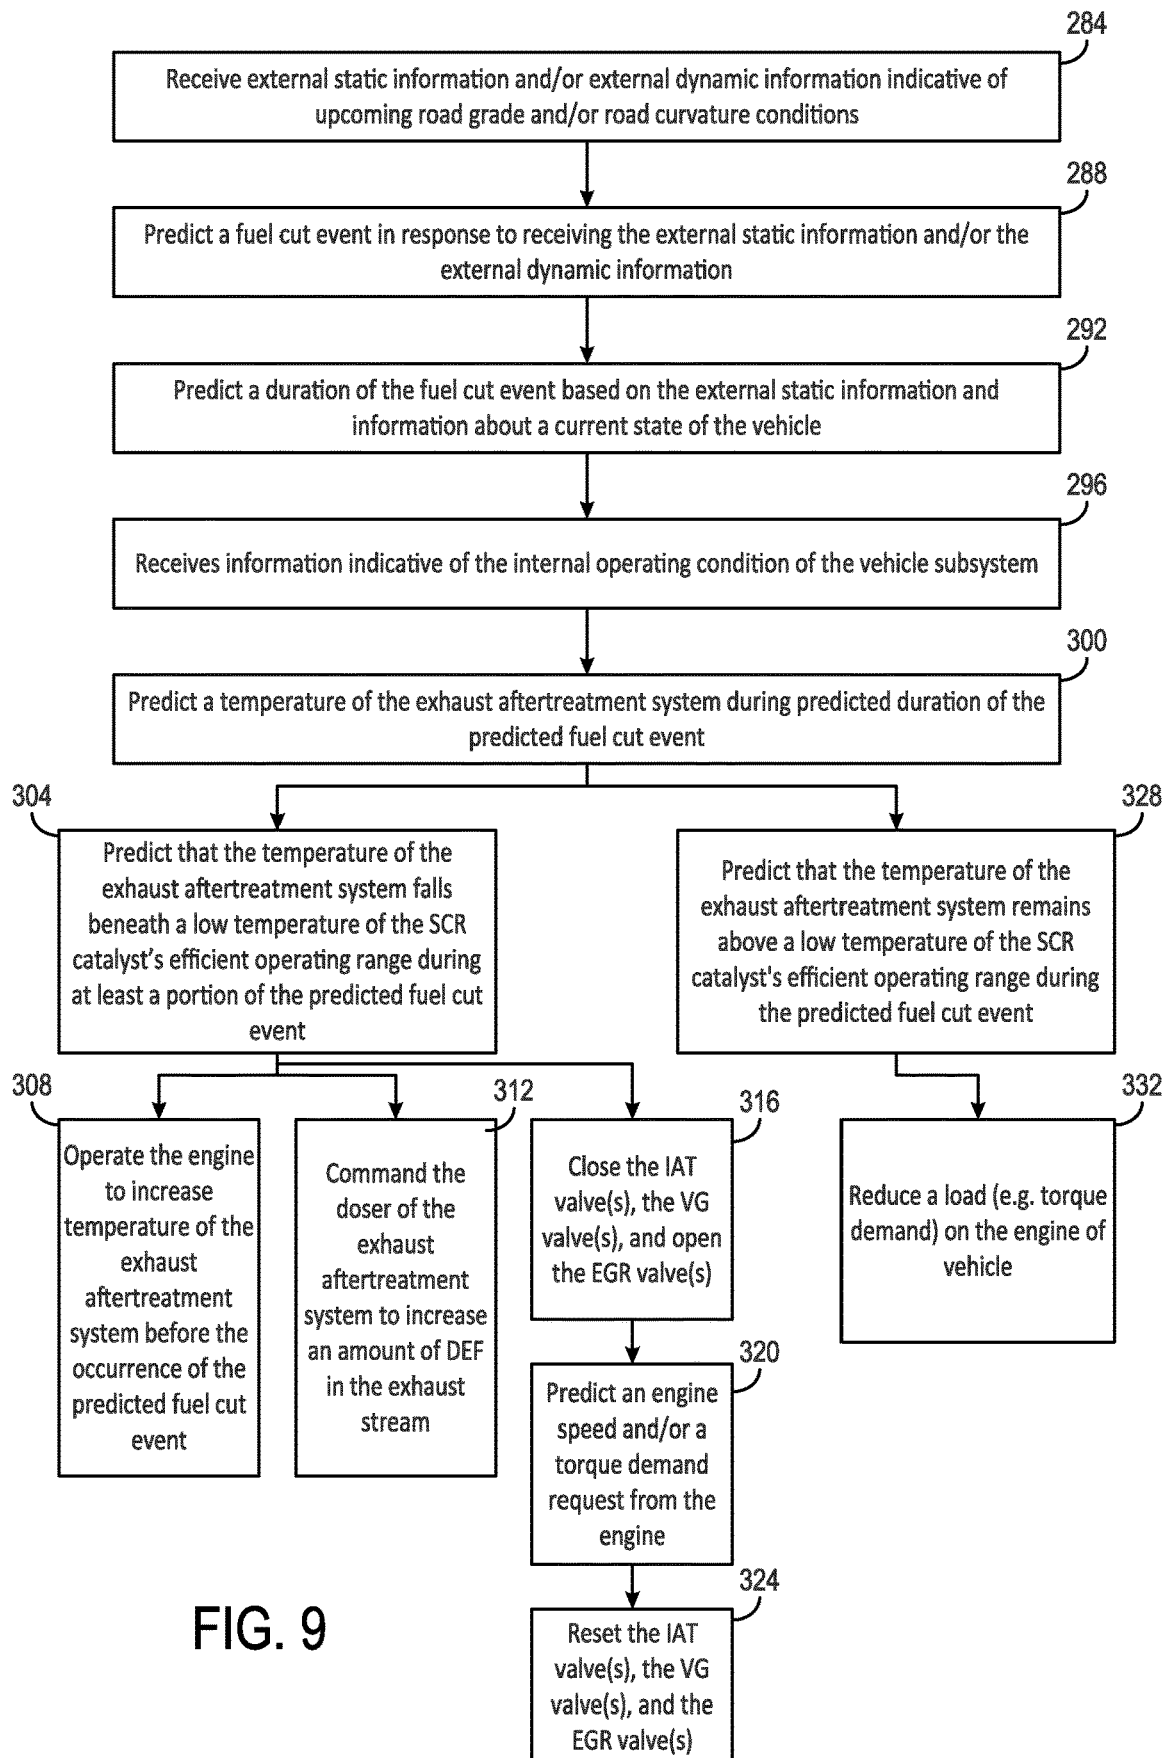 284
Receive external static information and/or external dynamic information indicative of
upcoming road grade and/or road curvature conditions
288
Predict a fuel cut event in response to receiving the external static information and/or the
external dynamic information
292
Predict a duration of the fuel cut event based on the external static information and
information about a current state of the vehicle
296
Receives information indicative of the internal operating condition of the vehicle subsystem
300
Predict a temperature of the exhaust aftertreatment system during predicted duration of the
predicted fuel cut event
304
Predict that the temperature of the
exhaust aftertreatment system falls
beneath a low temperature of the SCR
catalyst's efficient operating range during
at least a portion of the predicted fuel cut
event
328
Predict that the temperature of the
exhaust aftertreatment system remains
above a low temperature of the SCR
catalyst's efficient operating range during
the predicted fuel cut event
308
Operate the engine
to increase
temperature of the
exhaust
aftertreatment
system before the
occurrence of the
predicted fuel cut
event
312
Command the
doser of the
exhaust
aftertreatment
system to increase
an amount of DEF
in the exhaust
stream
316
Close the IAT
valve(s), the VG
valve(s), and open
the EGR valve(s)
332
Reduce a load (e.g. torque
demand) on the engine of
vehicle
320
Predict an engine
speed and/or a
torque demand
request from the
engine
324
Reset the IAT
valve(s), the VG
valve(s), and the
EGR valve(s)
FIG. 9